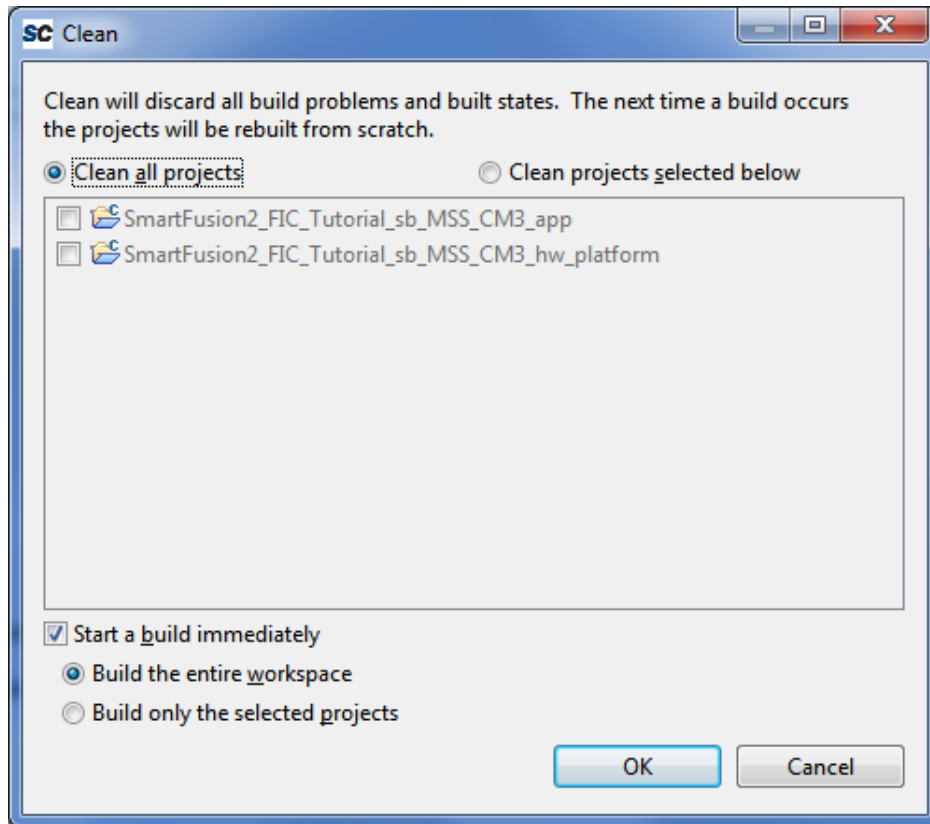 SC Clean
Clean will discard all build problems and built states. The next time a build occurs
the projects will be rebuilt from scratch.
Clean all projects
Clean projects selected below
SmartFusion2_FIC_Tutorial_sb_MSS_CM3_app
SmartFusion2_FIC_Tutorial_sb_MSS_CM3_hw_platform
Start a build immediately
Build the entire workspace
Build only the selected projects
OK
Cancel